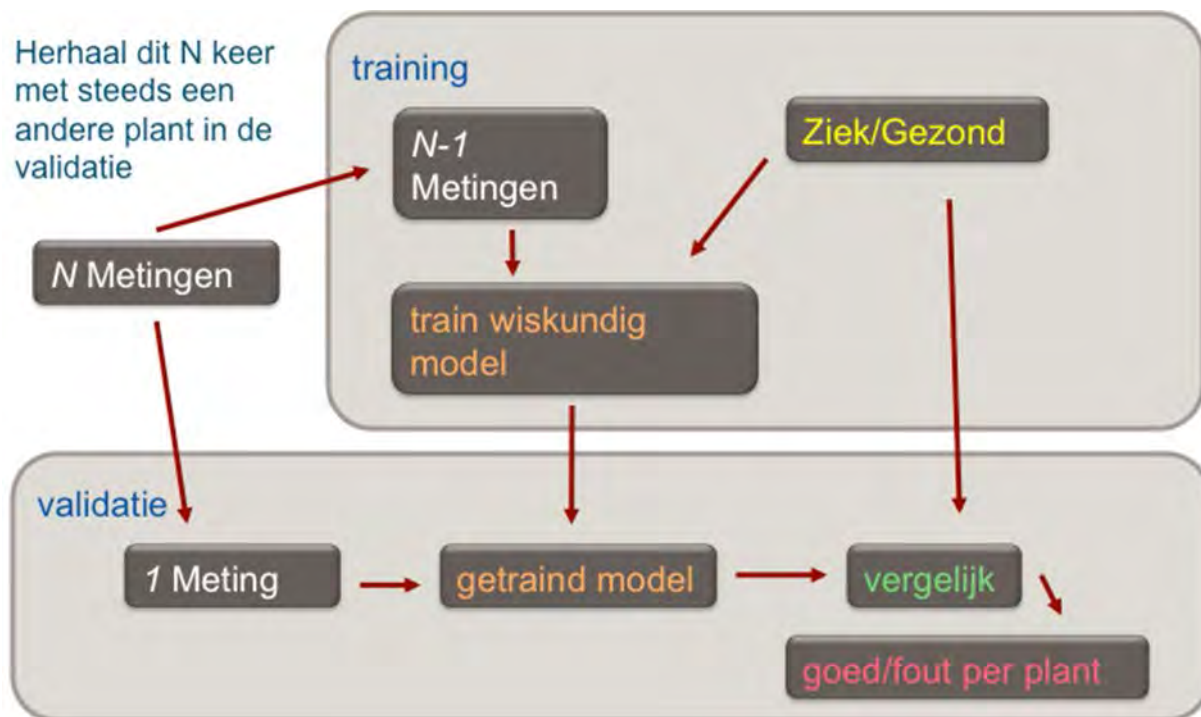 Herhaal dit N keer
met steeds een
andere plant in de
validatie
training
N-1
Metingen
Ziek/Gezond
N Metingen
train wiskundig
model
validatie
1 Meting
getraind model
vergelijk
goed/fout per plant